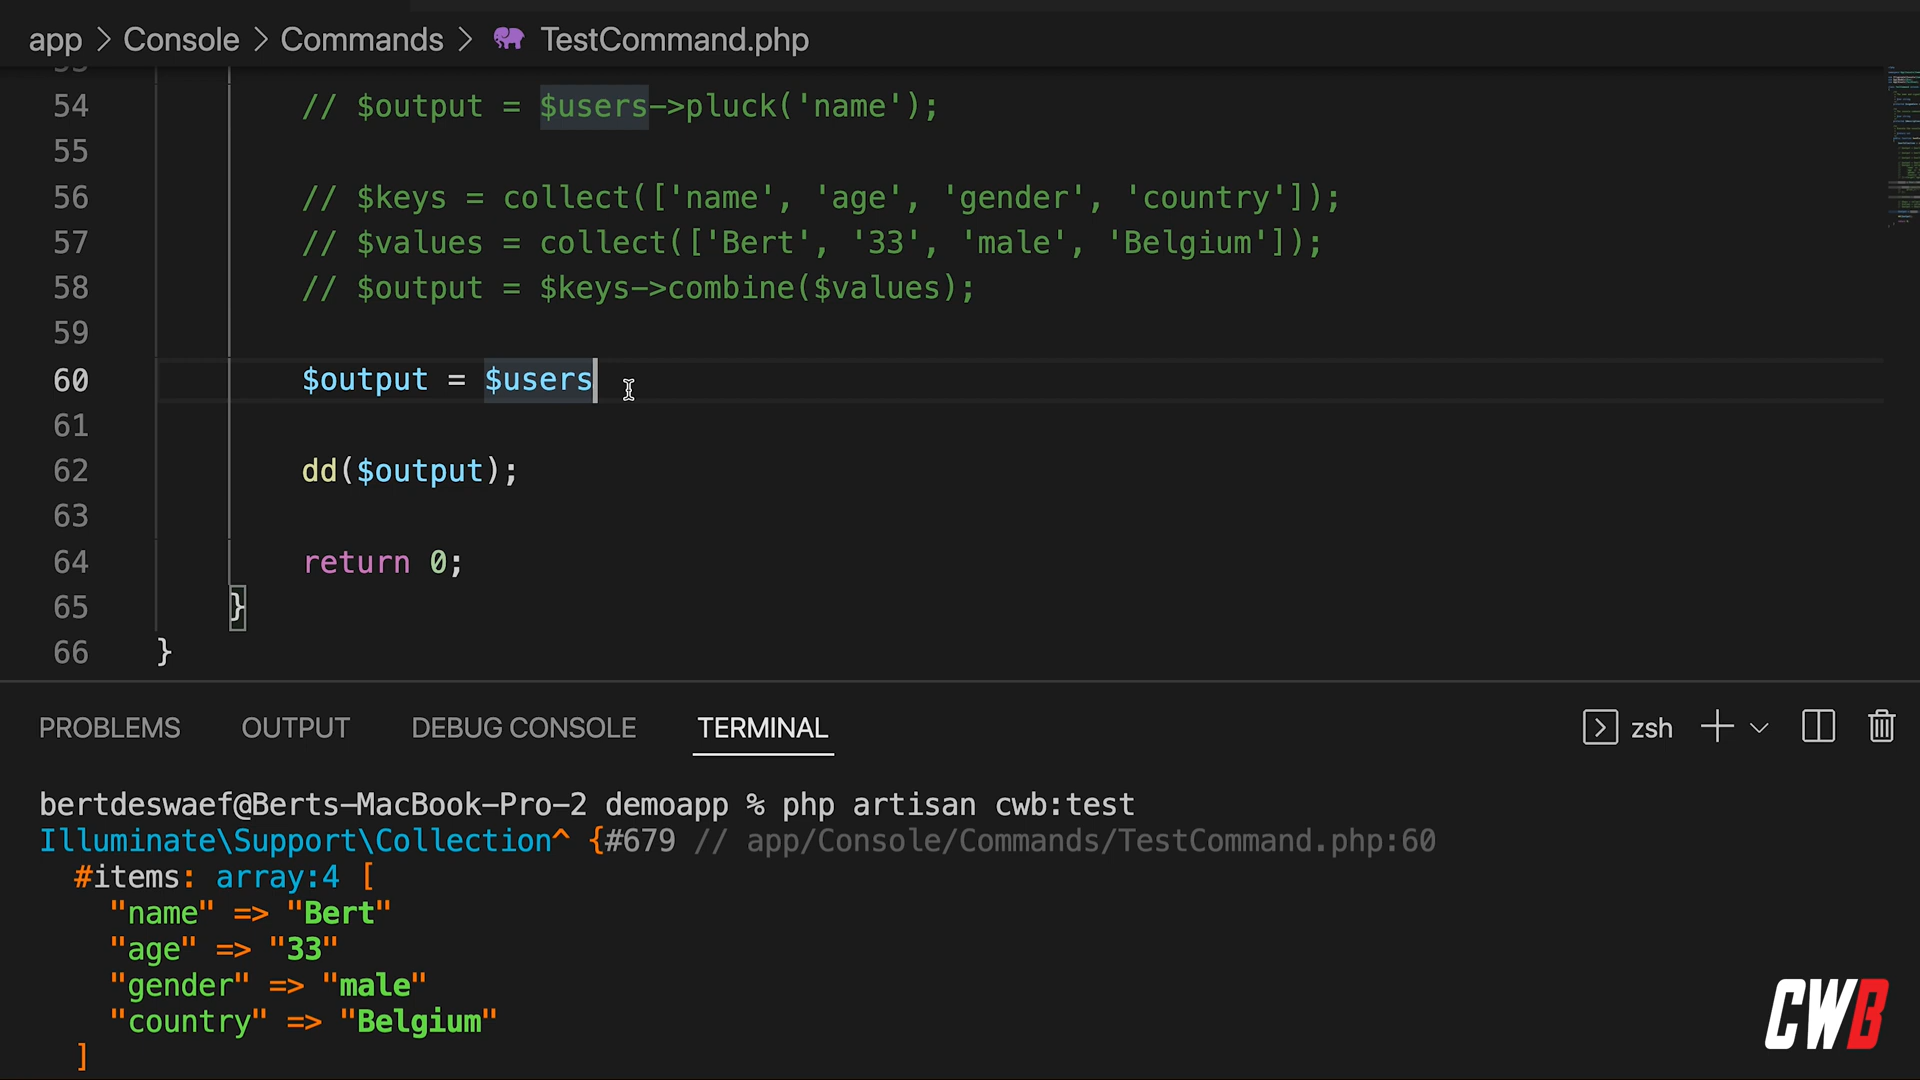 app > Console > Commands > TestCommand.php
54 // $output = $users->pluck('name');
55
56 // $keys = collect(['name', 'age', 'gender', 'country']);
57 // $values = collect(['Bert', '33', 'male', 'Belgium']);
58 // $output = $keys->combine($values);
59
60 $output = $users
61
62 dd($output);
63
64 return 0;
65 }
66 }
PROBLEMS OUTPUT DEBUG CONSOLE TERMINAL zsh
bertdeswaef@Berts-MacBook-Pro-2 demoapp % php artisan cwb:test
Illuminate\Support\Collection^ {#679 // app/Console/Commands/TestCommand.php:60
#items: array:4 [
"name" => "Bert"
"age" => "33"
"gender" => "male"
"country" => "Belgium"
]
CWB